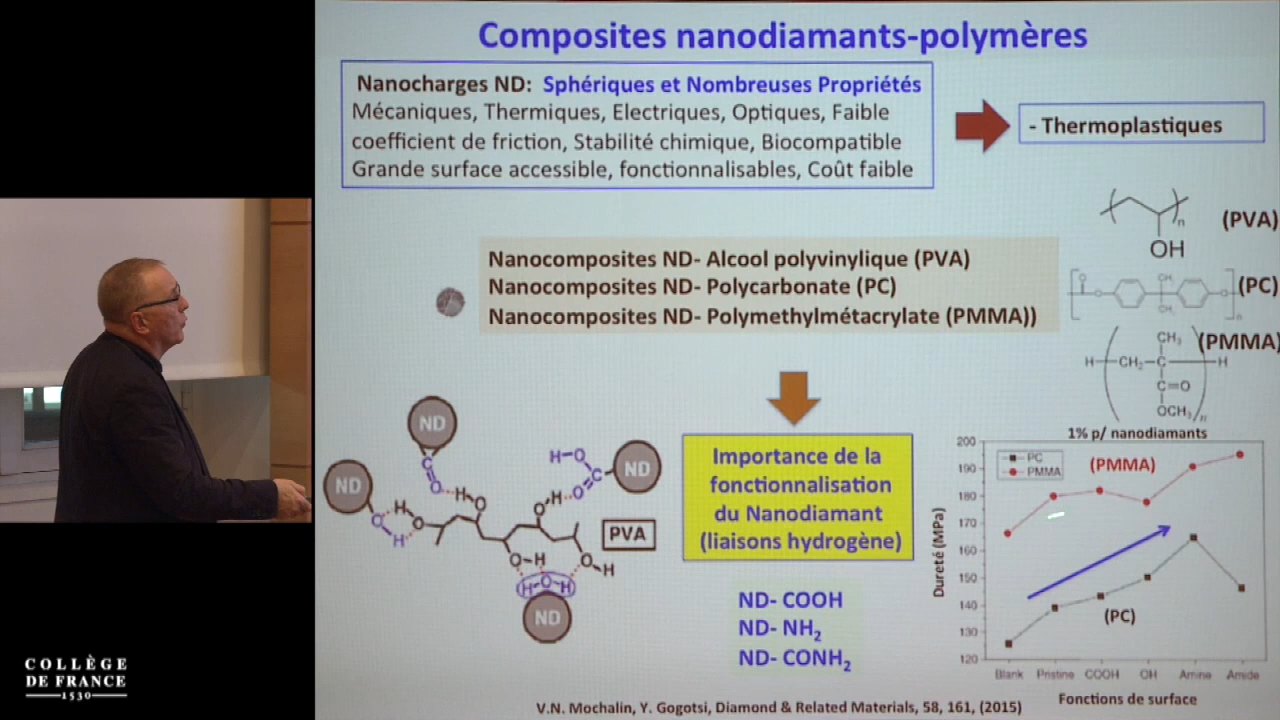 Composites nanodiamants-polymères
Nanocharges ND: Sphériques et Nombreuses Propriétés
Mécaniques, Thermiques, Electriques, Optiques, Faible
coefficient de friction, Stabilité chimique, Biocompatible
Grande surface accessible, fonctionnalisables, Coût faible
- Thermoplastiques
n
OH
(PVA)
Nanocomposites ND- Alcool polyvinylique (PVA)
Nanocomposites ND- Polycarbonate (PC)
Nanocomposites ND- Polymethylmétacrylate (PMMA))
O
O
CH₃
CH₃
O
n
(PC)
(PMMA)
CH₃
H
CH₂
C
H
C=O
OCH₃
n
ND
C
O
H
O
ND
O
H
H
O
H-O
C
O
ND
H
O
PVA
O-H
O
H
H-O-H
ND
Importance de la
fonctionnalisation
du Nanodiamant
(liaisons hydrogène)
ND- COOH
ND- NH₂
ND- CONH₂
1% p/ nanodiamants
PC
PMMA
(PMMA)
(PC)
Dureté (MPa)
200
190
180
170
160
150
140
130
120
Blank Pristine COOH OH Amine Amide
Fonctions de surface
V.N. Mochalin, Y. Gogotsi, Diamond & Related Materials, 58, 161, (2015)
COLLÈGE
DE FRANCE
1530